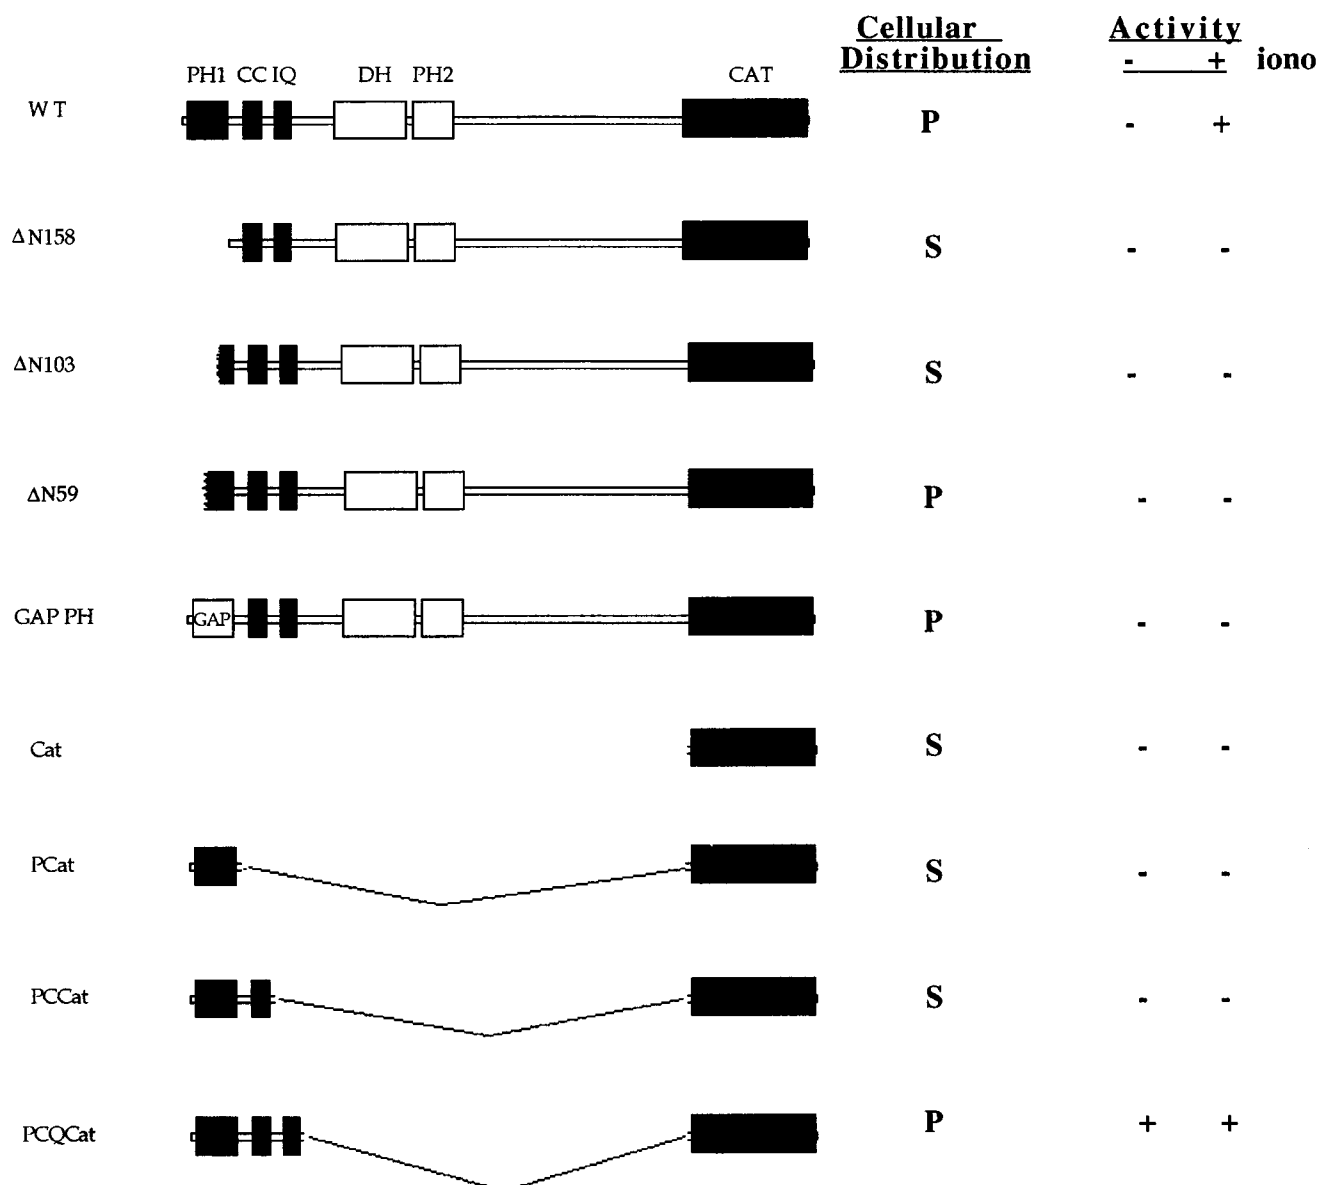 Cellular Activity
Distribution - + iono
PH1 CC IQ DH PH2 CAT
W T P - +
ΔN158 S - -
ΔN103 S - -
ΔN59 P - -
GAP PH GAP P - -
Cat S - -
PCat S - -
PCCat S - -
PCQCat P + +